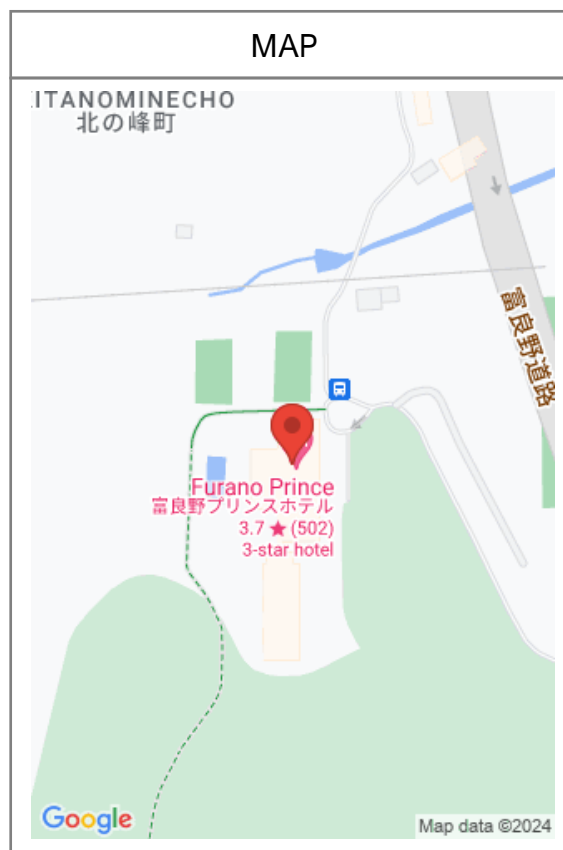 MAP
ITANOMINECHO
北の峰町
富良野道路
Furano Prince
富良野プリンスホテル
3.7 ★ (502)
3-star hotel
Google
Map data ©2024